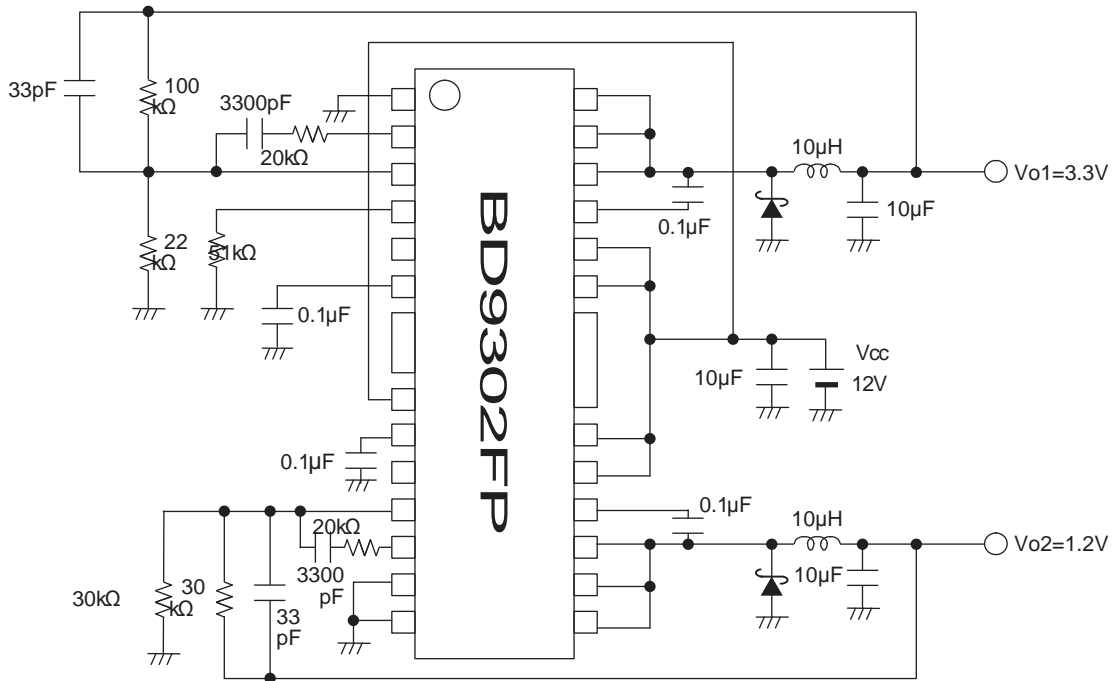 33pF
100
kΩ
3300pF
20kΩ
22
kΩ
51kΩ
0.1µF
0.1µF
20kΩ
3300
pF
30kΩ
30
kΩ
33
pF
BD9302FP
10µH
Vo1=3.3V
0.1µF
10µF
Vcc
12V
10µF
0.1µF
10µH
Vo2=1.2V
10µF